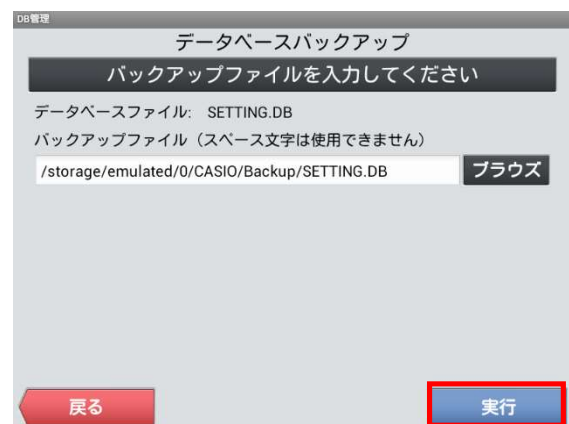 DB管理
データベースバックアップ
バックアップファイルを入力してください
データベースファイル: SETTING.DB
バックアップファイル（スペース文字は使用できません）
/storage/emulated/0/CASIO/Backup/SETTING.DB ブラウズ
戻る 実行